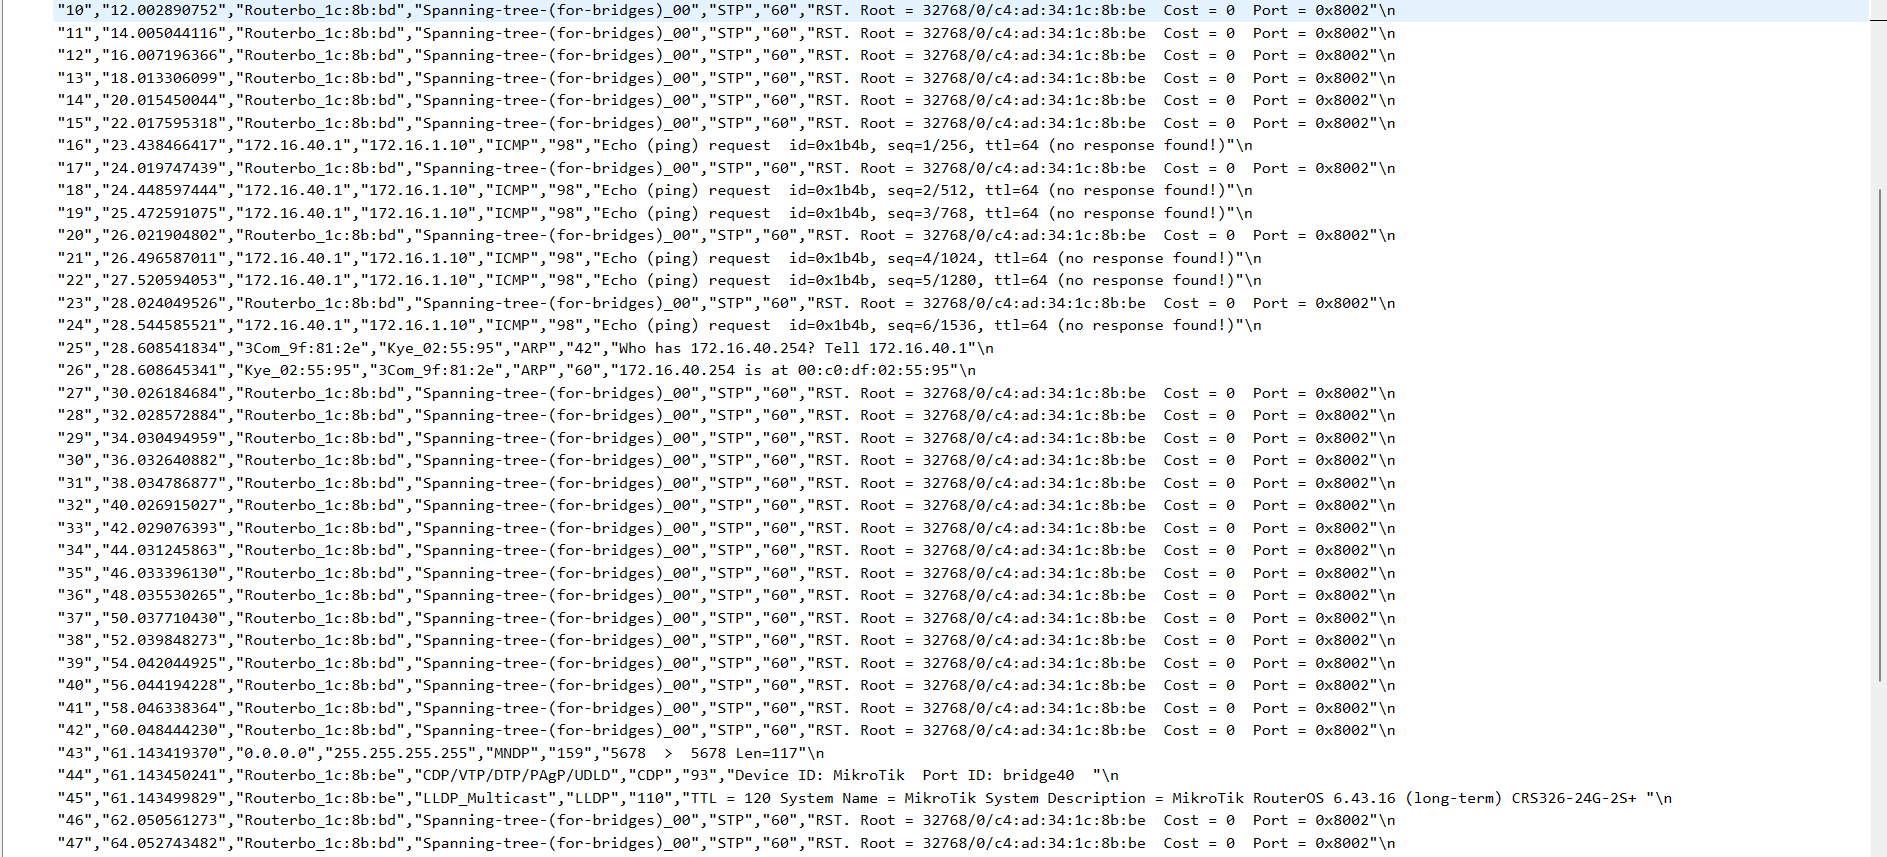 "10","12.002890752","Routerbo_1c:8b:bd","Spanning-tree-(for-bridges)_00","STP","60","RST. Root = 32768/0/c4:ad:34:1c:8b:be  Cost = 0  Port = 0x8002"\n
"11","14.005044116","Routerbo_1c:8b:bd","Spanning-tree-(for-bridges)_00","STP","60","RST. Root = 32768/0/c4:ad:34:1c:8b:be  Cost = 0  Port = 0x8002"\n
"12","16.007196366","Routerbo_1c:8b:bd","Spanning-tree-(for-bridges)_00","STP","60","RST. Root = 32768/0/c4:ad:34:1c:8b:be  Cost = 0  Port = 0x8002"\n
"13","18.013306099","Routerbo_1c:8b:bd","Spanning-tree-(for-bridges)_00","STP","60","RST. Root = 32768/0/c4:ad:34:1c:8b:be  Cost = 0  Port = 0x8002"\n
"14","20.015450044","Routerbo_1c:8b:bd","Spanning-tree-(for-bridges)_00","STP","60","RST. Root = 32768/0/c4:ad:34:1c:8b:be  Cost = 0  Port = 0x8002"\n
"15","22.017595318","Routerbo_1c:8b:bd","Spanning-tree-(for-bridges)_00","STP","60","RST. Root = 32768/0/c4:ad:34:1c:8b:be  Cost = 0  Port = 0x8002"\n
"16","23.438466417","172.16.40.1","172.16.1.10","ICMP","98","Echo (ping) request  id=0x1b4b, seq=1/256, ttl=64 (no response found!)"\n
"17","24.019747439","Routerbo_1c:8b:bd","Spanning-tree-(for-bridges)_00","STP","60","RST. Root = 32768/0/c4:ad:34:1c:8b:be  Cost = 0  Port = 0x8002"\n
"18","24.448597444","172.16.40.1","172.16.1.10","ICMP","98","Echo (ping) request  id=0x1b4b, seq=2/512, ttl=64 (no response found!)"\n
"19","25.472591075","172.16.40.1","172.16.1.10","ICMP","98","Echo (ping) request  id=0x1b4b, seq=3/768, ttl=64 (no response found!)"\n
"20","26.021904802","Routerbo_1c:8b:bd","Spanning-tree-(for-bridges)_00","STP","60","RST. Root = 32768/0/c4:ad:34:1c:8b:be  Cost = 0  Port = 0x8002"\n
"21","26.496587011","172.16.40.1","172.16.1.10","ICMP","98","Echo (ping) request  id=0x1b4b, seq=4/1024, ttl=64 (no response found!)"\n
"22","27.520594053","172.16.40.1","172.16.1.10","ICMP","98","Echo (ping) request  id=0x1b4b, seq=5/1280, ttl=64 (no response found!)"\n
"23","28.024049526","Routerbo_1c:8b:bd","Spanning-tree-(for-bridges)_00","STP","60","RST. Root = 32768/0/c4:ad:34:1c:8b:be  Cost = 0  Port = 0x8002"\n
"24","28.544585521","172.16.40.1","172.16.1.10","ICMP","98","Echo (ping) request  id=0x1b4b, seq=6/1536, ttl=64 (no response found!)"\n
"25","28.608541834","3Com_9f:81:2e","Kye_02:55:95","ARP","42","Who has 172.16.40.254? Tell 172.16.40.1"\n
"26","28.608645341","Kye_02:55:95","3Com_9f:81:2e","ARP","60","172.16.40.254 is at 00:c0:df:02:55:95"\n
"27","30.026184684","Routerbo_1c:8b:bd","Spanning-tree-(for-bridges)_00","STP","60","RST. Root = 32768/0/c4:ad:34:1c:8b:be  Cost = 0  Port = 0x8002"\n
"28","32.028572884","Routerbo_1c:8b:bd","Spanning-tree-(for-bridges)_00","STP","60","RST. Root = 32768/0/c4:ad:34:1c:8b:be  Cost = 0  Port = 0x8002"\n
"29","34.030494959","Routerbo_1c:8b:bd","Spanning-tree-(for-bridges)_00","STP","60","RST. Root = 32768/0/c4:ad:34:1c:8b:be  Cost = 0  Port = 0x8002"\n
"30","36.032640882","Routerbo_1c:8b:bd","Spanning-tree-(for-bridges)_00","STP","60","RST. Root = 32768/0/c4:ad:34:1c:8b:be  Cost = 0  Port = 0x8002"\n
"31","38.034786877","Routerbo_1c:8b:bd","Spanning-tree-(for-bridges)_00","STP","60","RST. Root = 32768/0/c4:ad:34:1c:8b:be  Cost = 0  Port = 0x8002"\n
"32","40.026915027","Routerbo_1c:8b:bd","Spanning-tree-(for-bridges)_00","STP","60","RST. Root = 32768/0/c4:ad:34:1c:8b:be  Cost = 0  Port = 0x8002"\n
"33","42.029076393","Routerbo_1c:8b:bd","Spanning-tree-(for-bridges)_00","STP","60","RST. Root = 32768/0/c4:ad:34:1c:8b:be  Cost = 0  Port = 0x8002"\n
"34","44.031245863","Routerbo_1c:8b:bd","Spanning-tree-(for-bridges)_00","STP","60","RST. Root = 32768/0/c4:ad:34:1c:8b:be  Cost = 0  Port = 0x8002"\n
"35","46.033396130","Routerbo_1c:8b:bd","Spanning-tree-(for-bridges)_00","STP","60","RST. Root = 32768/0/c4:ad:34:1c:8b:be  Cost = 0  Port = 0x8002"\n
"36","48.035530265","Routerbo_1c:8b:bd","Spanning-tree-(for-bridges)_00","STP","60","RST. Root = 32768/0/c4:ad:34:1c:8b:be  Cost = 0  Port = 0x8002"\n
"37","50.037710430","Routerbo_1c:8b:bd","Spanning-tree-(for-bridges)_00","STP","60","RST. Root = 32768/0/c4:ad:34:1c:8b:be  Cost = 0  Port = 0x8002"\n
"38","52.039848273","Routerbo_1c:8b:bd","Spanning-tree-(for-bridges)_00","STP","60","RST. Root = 32768/0/c4:ad:34:1c:8b:be  Cost = 0  Port = 0x8002"\n
"39","54.042044925","Routerbo_1c:8b:bd","Spanning-tree-(for-bridges)_00","STP","60","RST. Root = 32768/0/c4:ad:34:1c:8b:be  Cost = 0  Port = 0x8002"\n
"40","56.044194228","Routerbo_1c:8b:bd","Spanning-tree-(for-bridges)_00","STP","60","RST. Root = 32768/0/c4:ad:34:1c:8b:be  Cost = 0  Port = 0x8002"\n
"41","58.046338364","Routerbo_1c:8b:bd","Spanning-tree-(for-bridges)_00","STP","60","RST. Root = 32768/0/c4:ad:34:1c:8b:be  Cost = 0  Port = 0x8002"\n
"42","60.048444230","Routerbo_1c:8b:bd","Spanning-tree-(for-bridges)_00","STP","60","RST. Root = 32768/0/c4:ad:34:1c:8b:be  Cost = 0  Port = 0x8002"\n
"43","61.143419370","0.0.0.0","255.255.255.255","MNDP","159","5678  >  5678 Len=117"\n
"44","61.143450241","Routerbo_1c:8b:be","CDP/VTP/DTP/PAgP/UDLD","CDP","93","Device ID: MikroTik  Port ID: bridge40  "\n
"45","61.143499829","Routerbo_1c:8b:be","LLDP_Multicast","LLDP","110","TTL = 120 System Name = MikroTik System Description = MikroTik RouterOS 6.43.16 (long-term) CRS326-24G-2S+ "\n
"46","62.050561273","Routerbo_1c:8b:bd","Spanning-tree-(for-bridges)_00","STP","60","RST. Root = 32768/0/c4:ad:34:1c:8b:be  Cost = 0  Port = 0x8002"\n
"47","64.052743482","Routerbo_1c:8b:bd","Spanning-tree-(for-bridges)_00","STP","60","RST. Root = 32768/0/c4:ad:34:1c:8b:be  Cost = 0  Port = 0x8002"\n